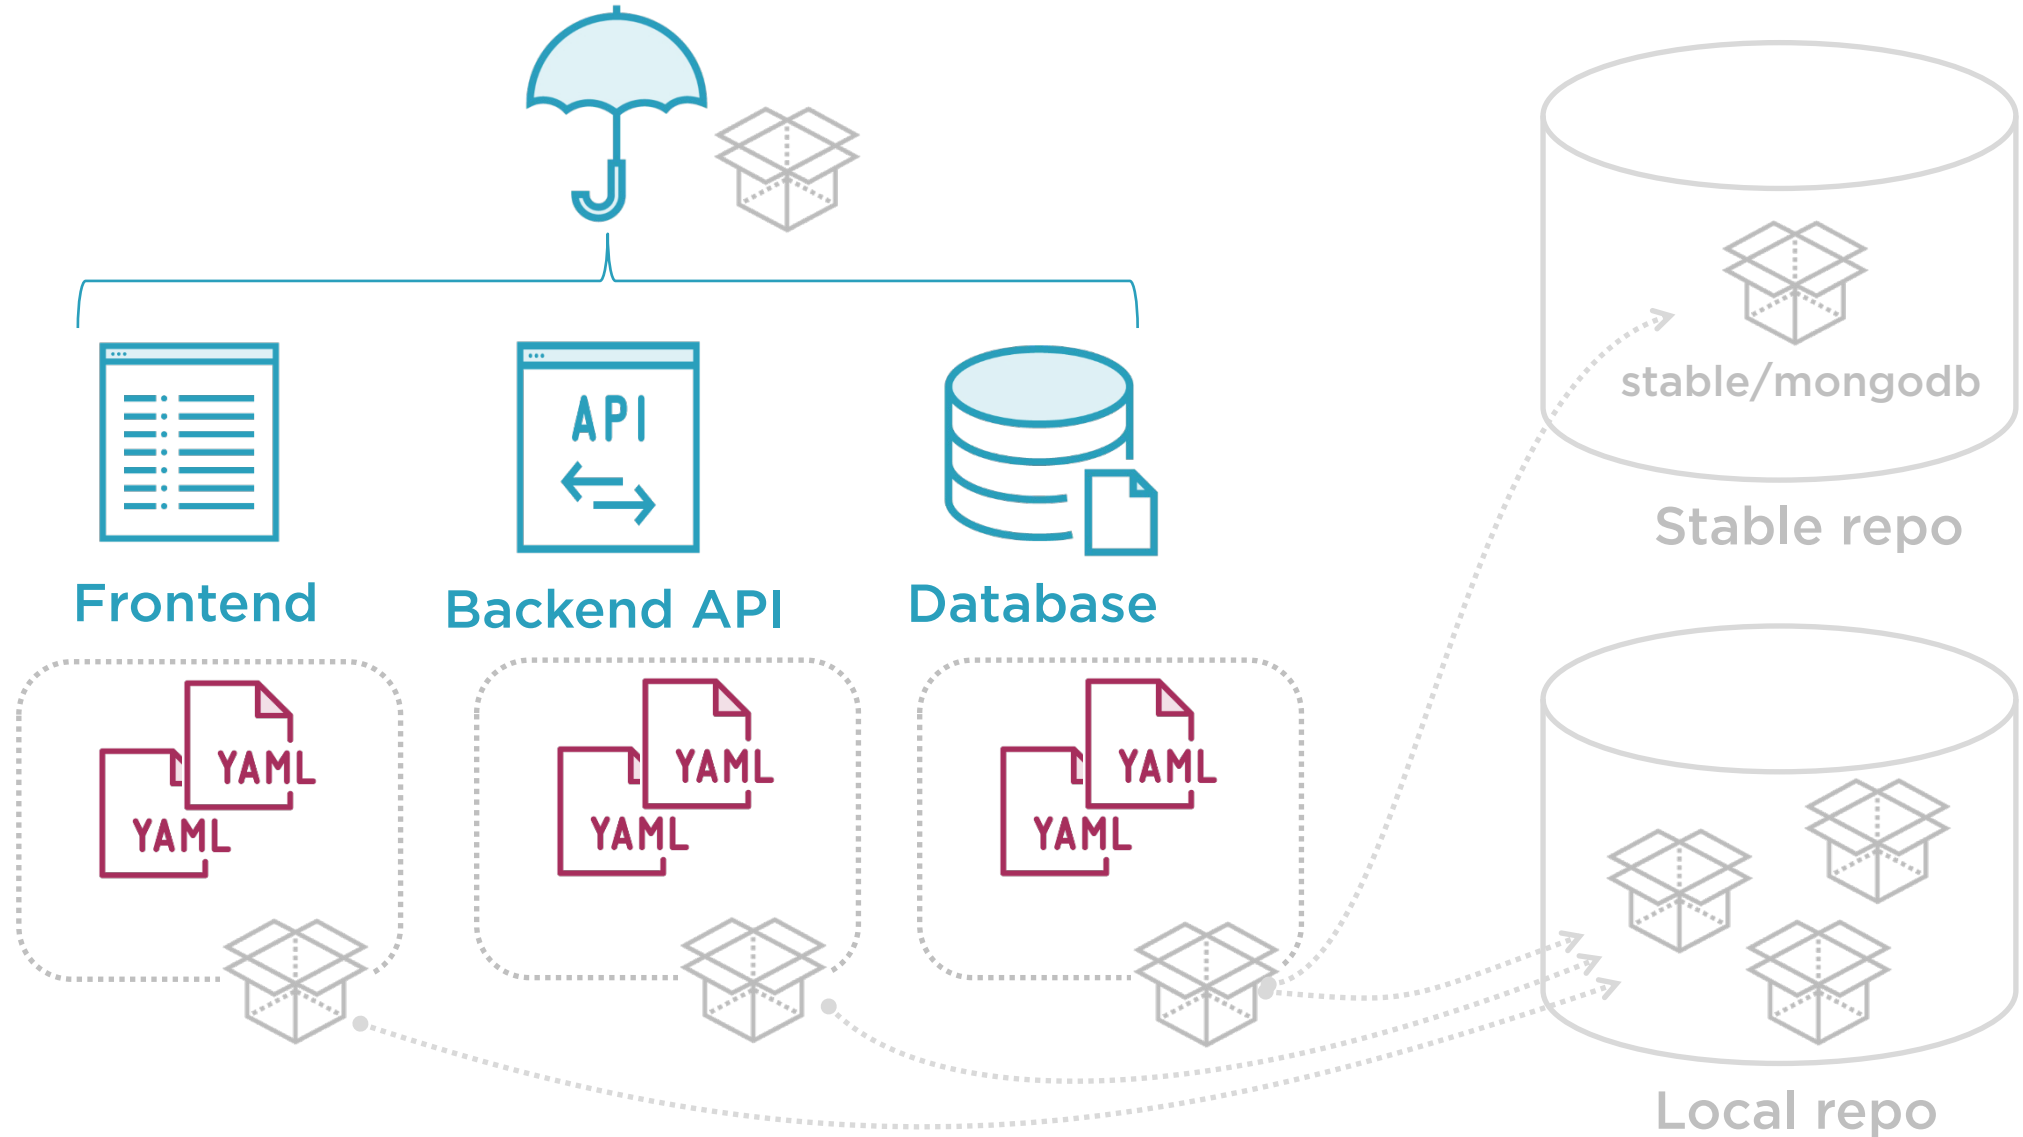 stable/mongodb
API
Stable repo
Frontend
Backend API
Database
YAML
YAML
YAML
YAML
YAML
YAML
Local repo